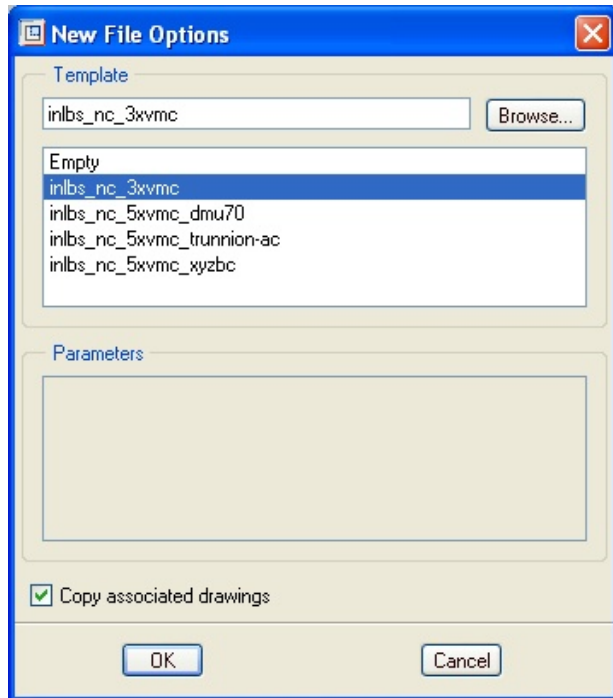 New File Options
Template
inlbs_nc_3xvmc
Browse...
Empty
inlbs_nc_3xvmc
inlbs_nc_5xvmc_dmu70
inlbs_nc_5xvmc_trunnion-ac
inlbs_nc_5xvmc_xyzbc
Parameters
Copy associated drawings
OK
Cancel